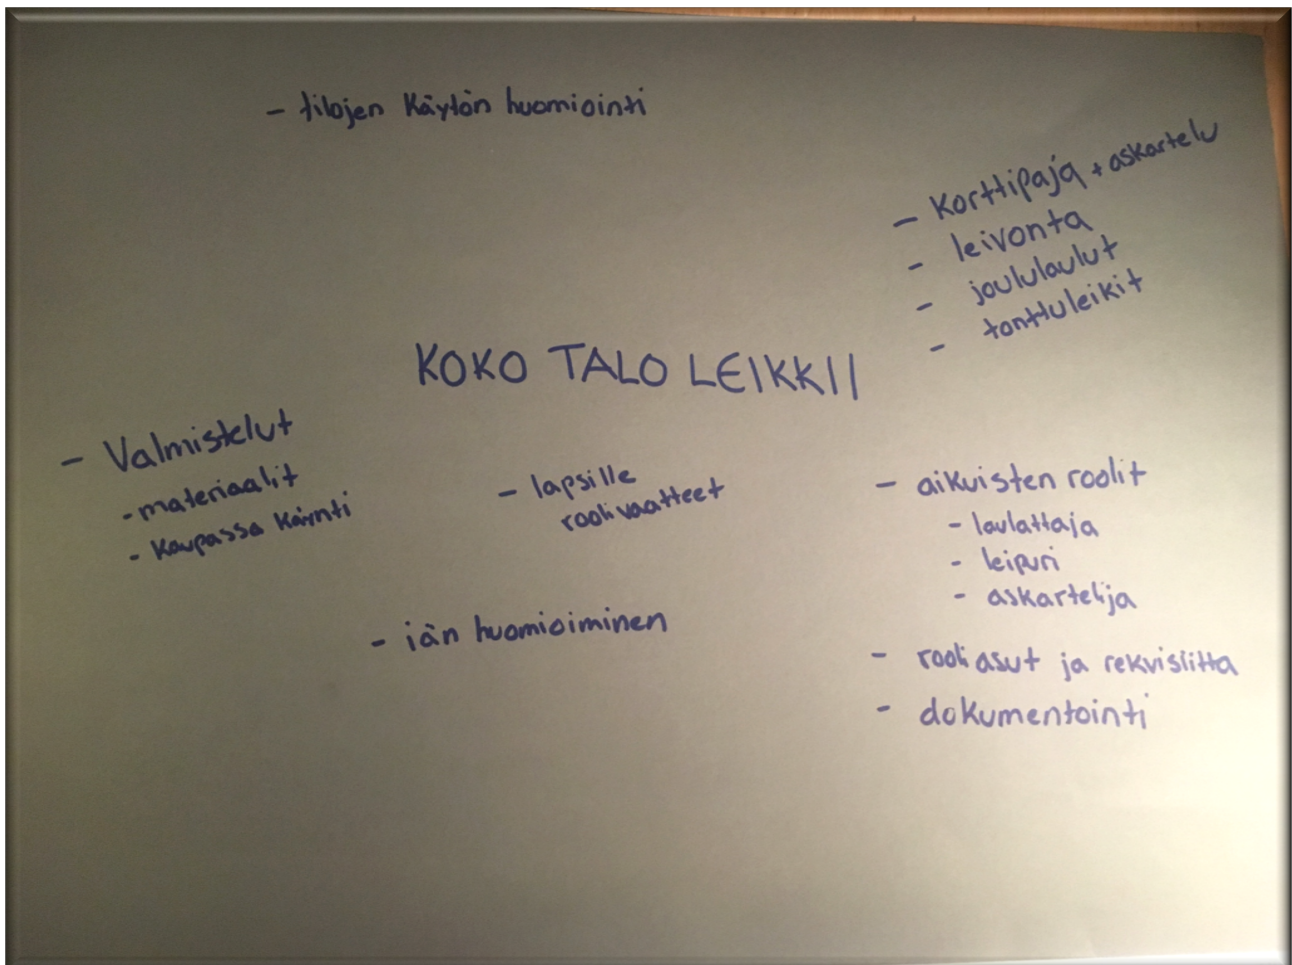 - tilojen käytön huomiointi
- Korttipaja + askartelu
- leivonta
- joululaulut
- tonttuleikit
KOKO TALO LEIKKII
- Valmistelut
- materiaalit
- kaupassa käynti
- lapsille
roolivaatteet
- aikuisten roolit
- laulattaja
- leipuri
- askartelija
- iän huomioiminen
- rooliasut ja rekvisiitta
- dokumentointi